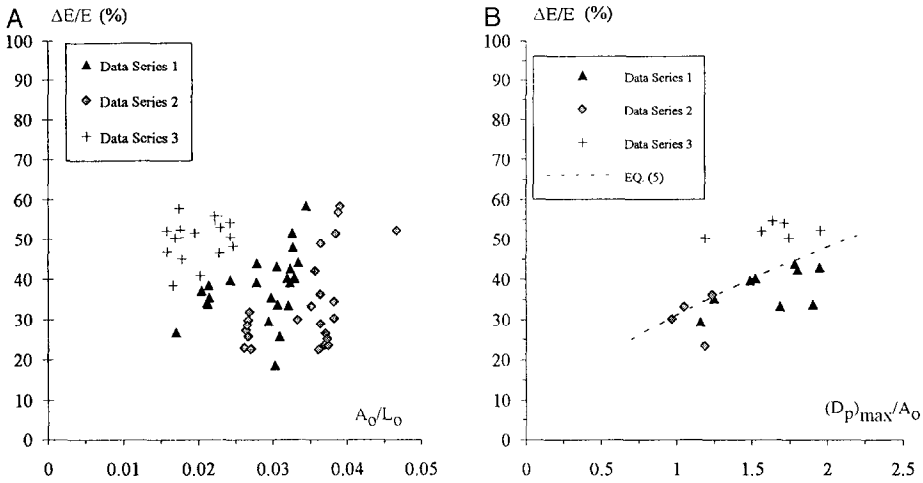 A
ΔE/E (%)
100
90
80
70
60
50
40
30
20
10
0
Data Series 1
Data Series 2
Data Series 3
A₀/L₀
0
0.01
0.02
0.03
0.04
0.05
B
ΔE/E (%)
100
90
80
70
60
50
40
30
20
10
0
Data Series 1
Data Series 2
Data Series 3
EQ. (5)
(Dₚ)max/A₀
0
0.5
1
1.5
2
2.5